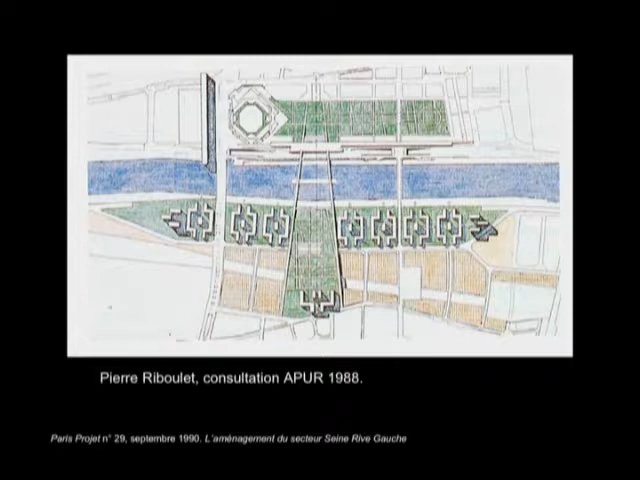 Pierre Riboulet, consultation APUR 1988.
Paris Projet n° 29, septembre 1990. L'aménagement du secteur Seine Rive Gauche